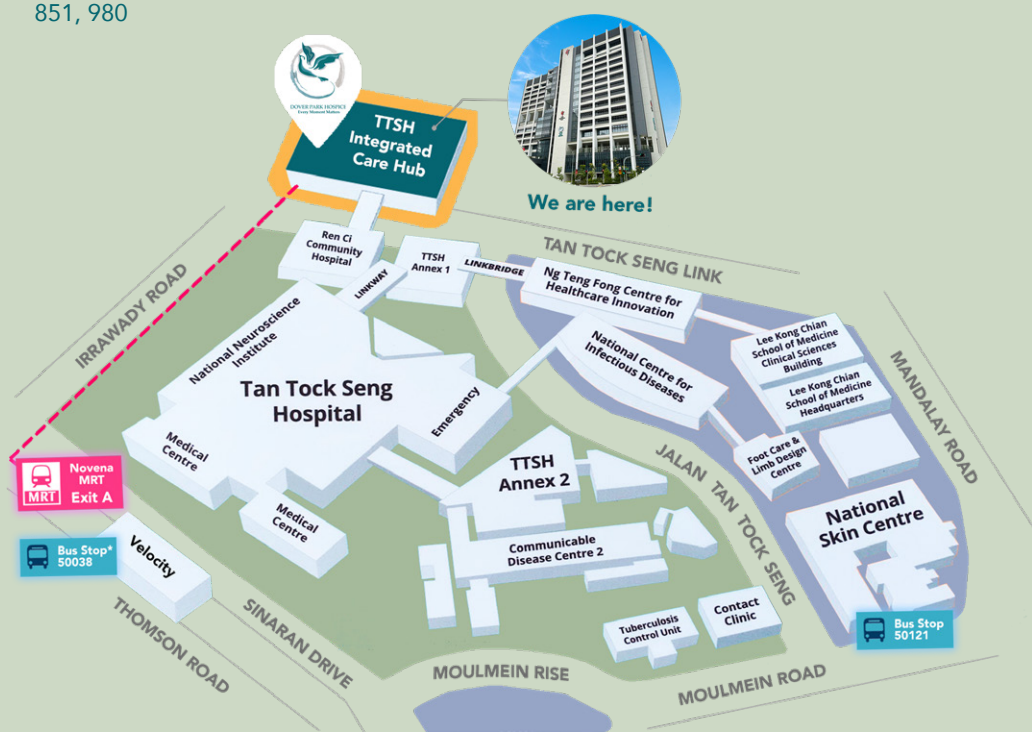 851, 980
DOVER PARK HOSPICE
Every Moment Matters
TTSH
Integrated
Care Hub
We are here!
Ren Ci
Community
Hospital
TTSH
Annex 1
LINKWAY
LINKBRIDGE
TAN TOCK SENG LINK
Ng Teng Fong Centre for
Healthcare Innovation
IRRAWADY ROAD
National Neuroscience
Institute
National Centre for
Infectious Diseases
Lee Kong Chian
School of Medicine
Clinical Sciences
Building
Lee Kong Chian
School of Medicine
Headquarters
MANDALAY ROAD
Tan Tock Seng
Hospital
Emergency
Medical
Centre
Medical
Centre
TTSH
Annex 2
JALAN TAN TOCK SENG
Foot Care &
Limb Design
Centre
National
Skin Centre
MRT
Novena
MRT
Exit A
Bus Stop*
50038
Velocity
Communicable
Disease Centre 2
Tuberculosis
Control Unit
Contact
Clinic
Bus Stop
50121
THOMSON ROAD
SINARAN DRIVE
MOULMEIN RISE
MOULMEIN ROAD